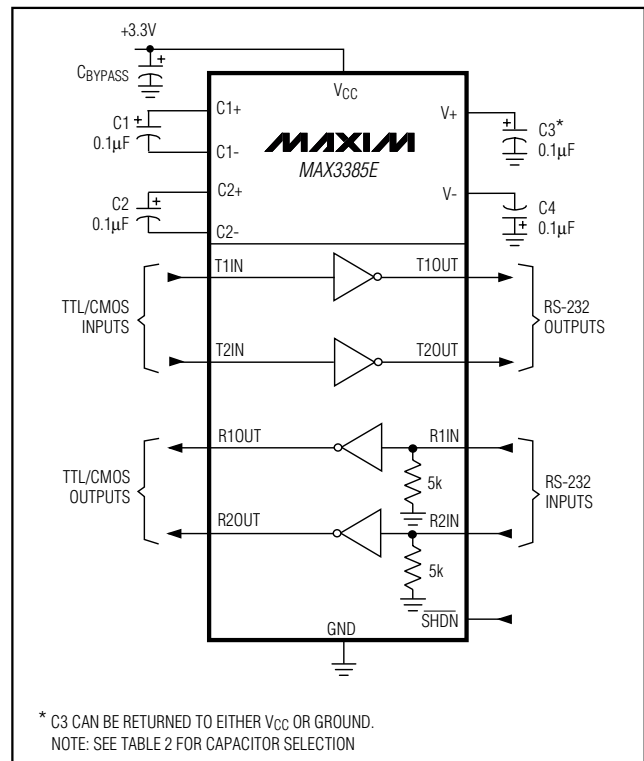 +3.3V
CBYPASS
+
VCC
C1+
C1
0.1µF
+
C1-
C2+
C2
0.1µF
+
C2-
MAXIM
MAX3385E
V+
+
C3*
0.1µF
V-
C4
0.1µF
+
TTL/CMOS
INPUTS
T1IN
T1OUT
T2IN
T2OUT
RS-232
OUTPUTS
TTL/CMOS
OUTPUTS
R1OUT
R1IN
5k
R2OUT
R2IN
5k
RS-232
INPUTS
SHDN
GND
* C3 CAN BE RETURNED TO EITHER VCC OR GROUND.
NOTE: SEE TABLE 2 FOR CAPACITOR SELECTION